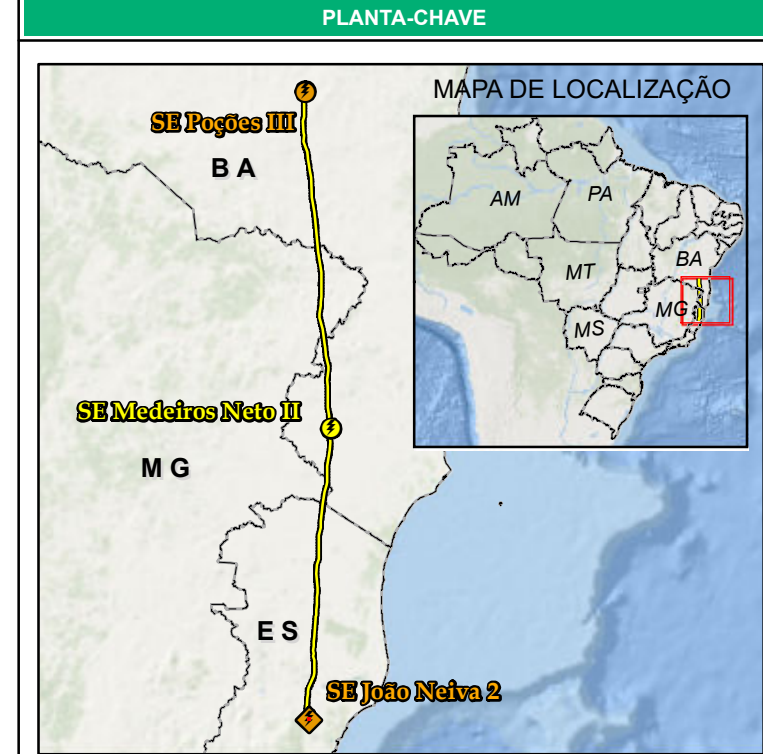 PLANTA-CHAVE
MAPA DE LOCALIZAÇÃO
SE Poções III
B A
AM
PA
BA
MT
MG
MS
SE Medeiros Neto II
M G
E S
SE João Neiva 2